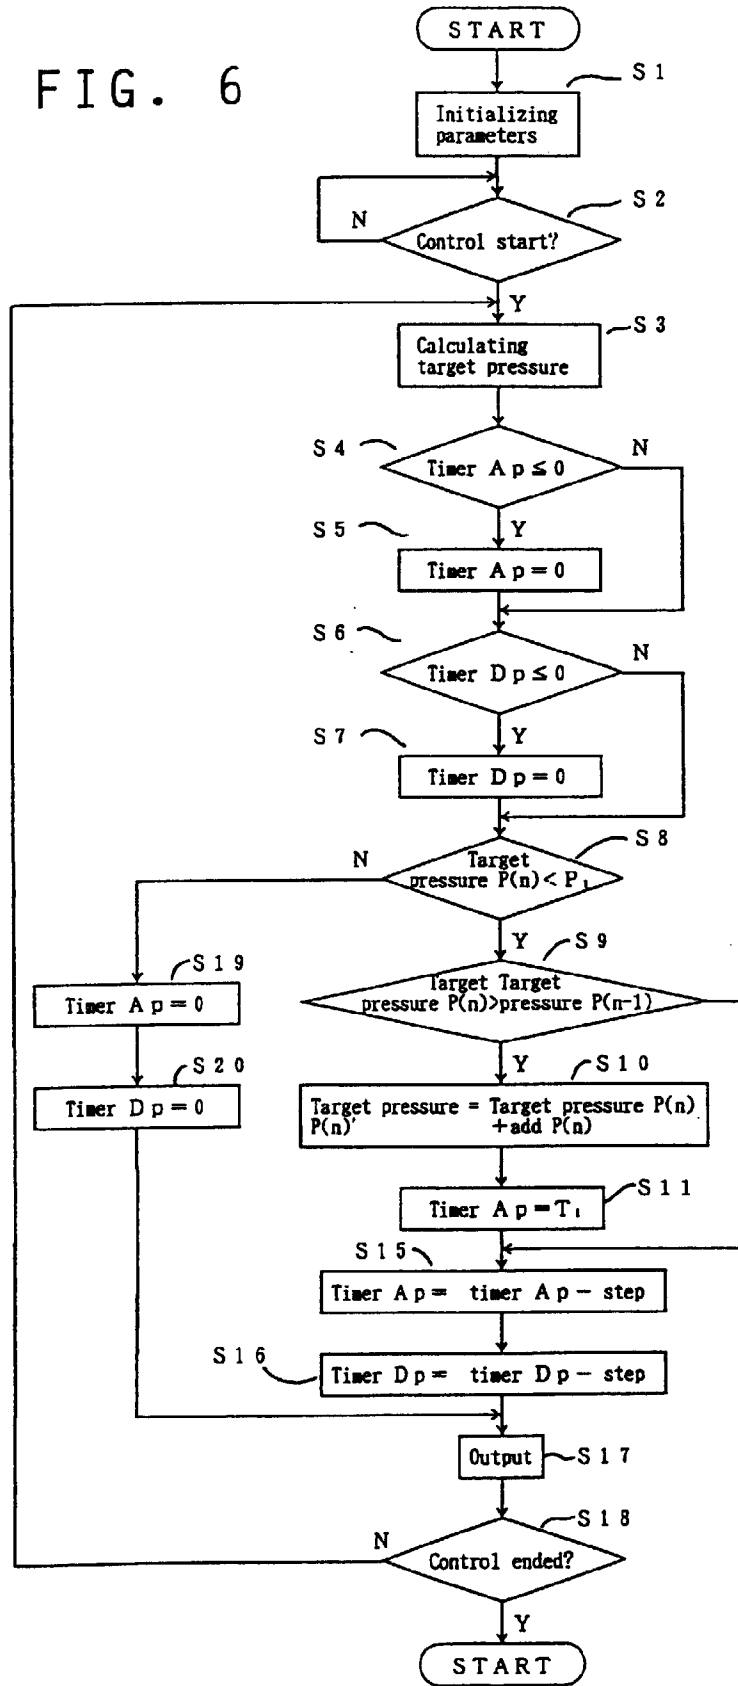 START
FIG. 6
S1
Initializing
parameters
S2
N
Control start?
Y
S3
Calculating
target pressure
S4
N
Timer Ap ≤ 0
Y
S5
Timer Ap = 0
S6
N
Timer Dp ≤ 0
Y
S7
Timer Dp = 0
S8
N
Target
pressure P(n) < P₁
Y
S9
S19
Target Target
pressure P(n)>pressure P(n-1)
Timer Ap = 0
Y
S10
S20
Timer Dp = 0
Target pressure = Target pressure P(n)
P(n)' +add P(n)
S11
Timer Ap = T₁
S15
Timer Ap = timer Ap - step
S16
Timer Dp = timer Dp - step
Output
S17
S18
N
Control ended?
Y
START